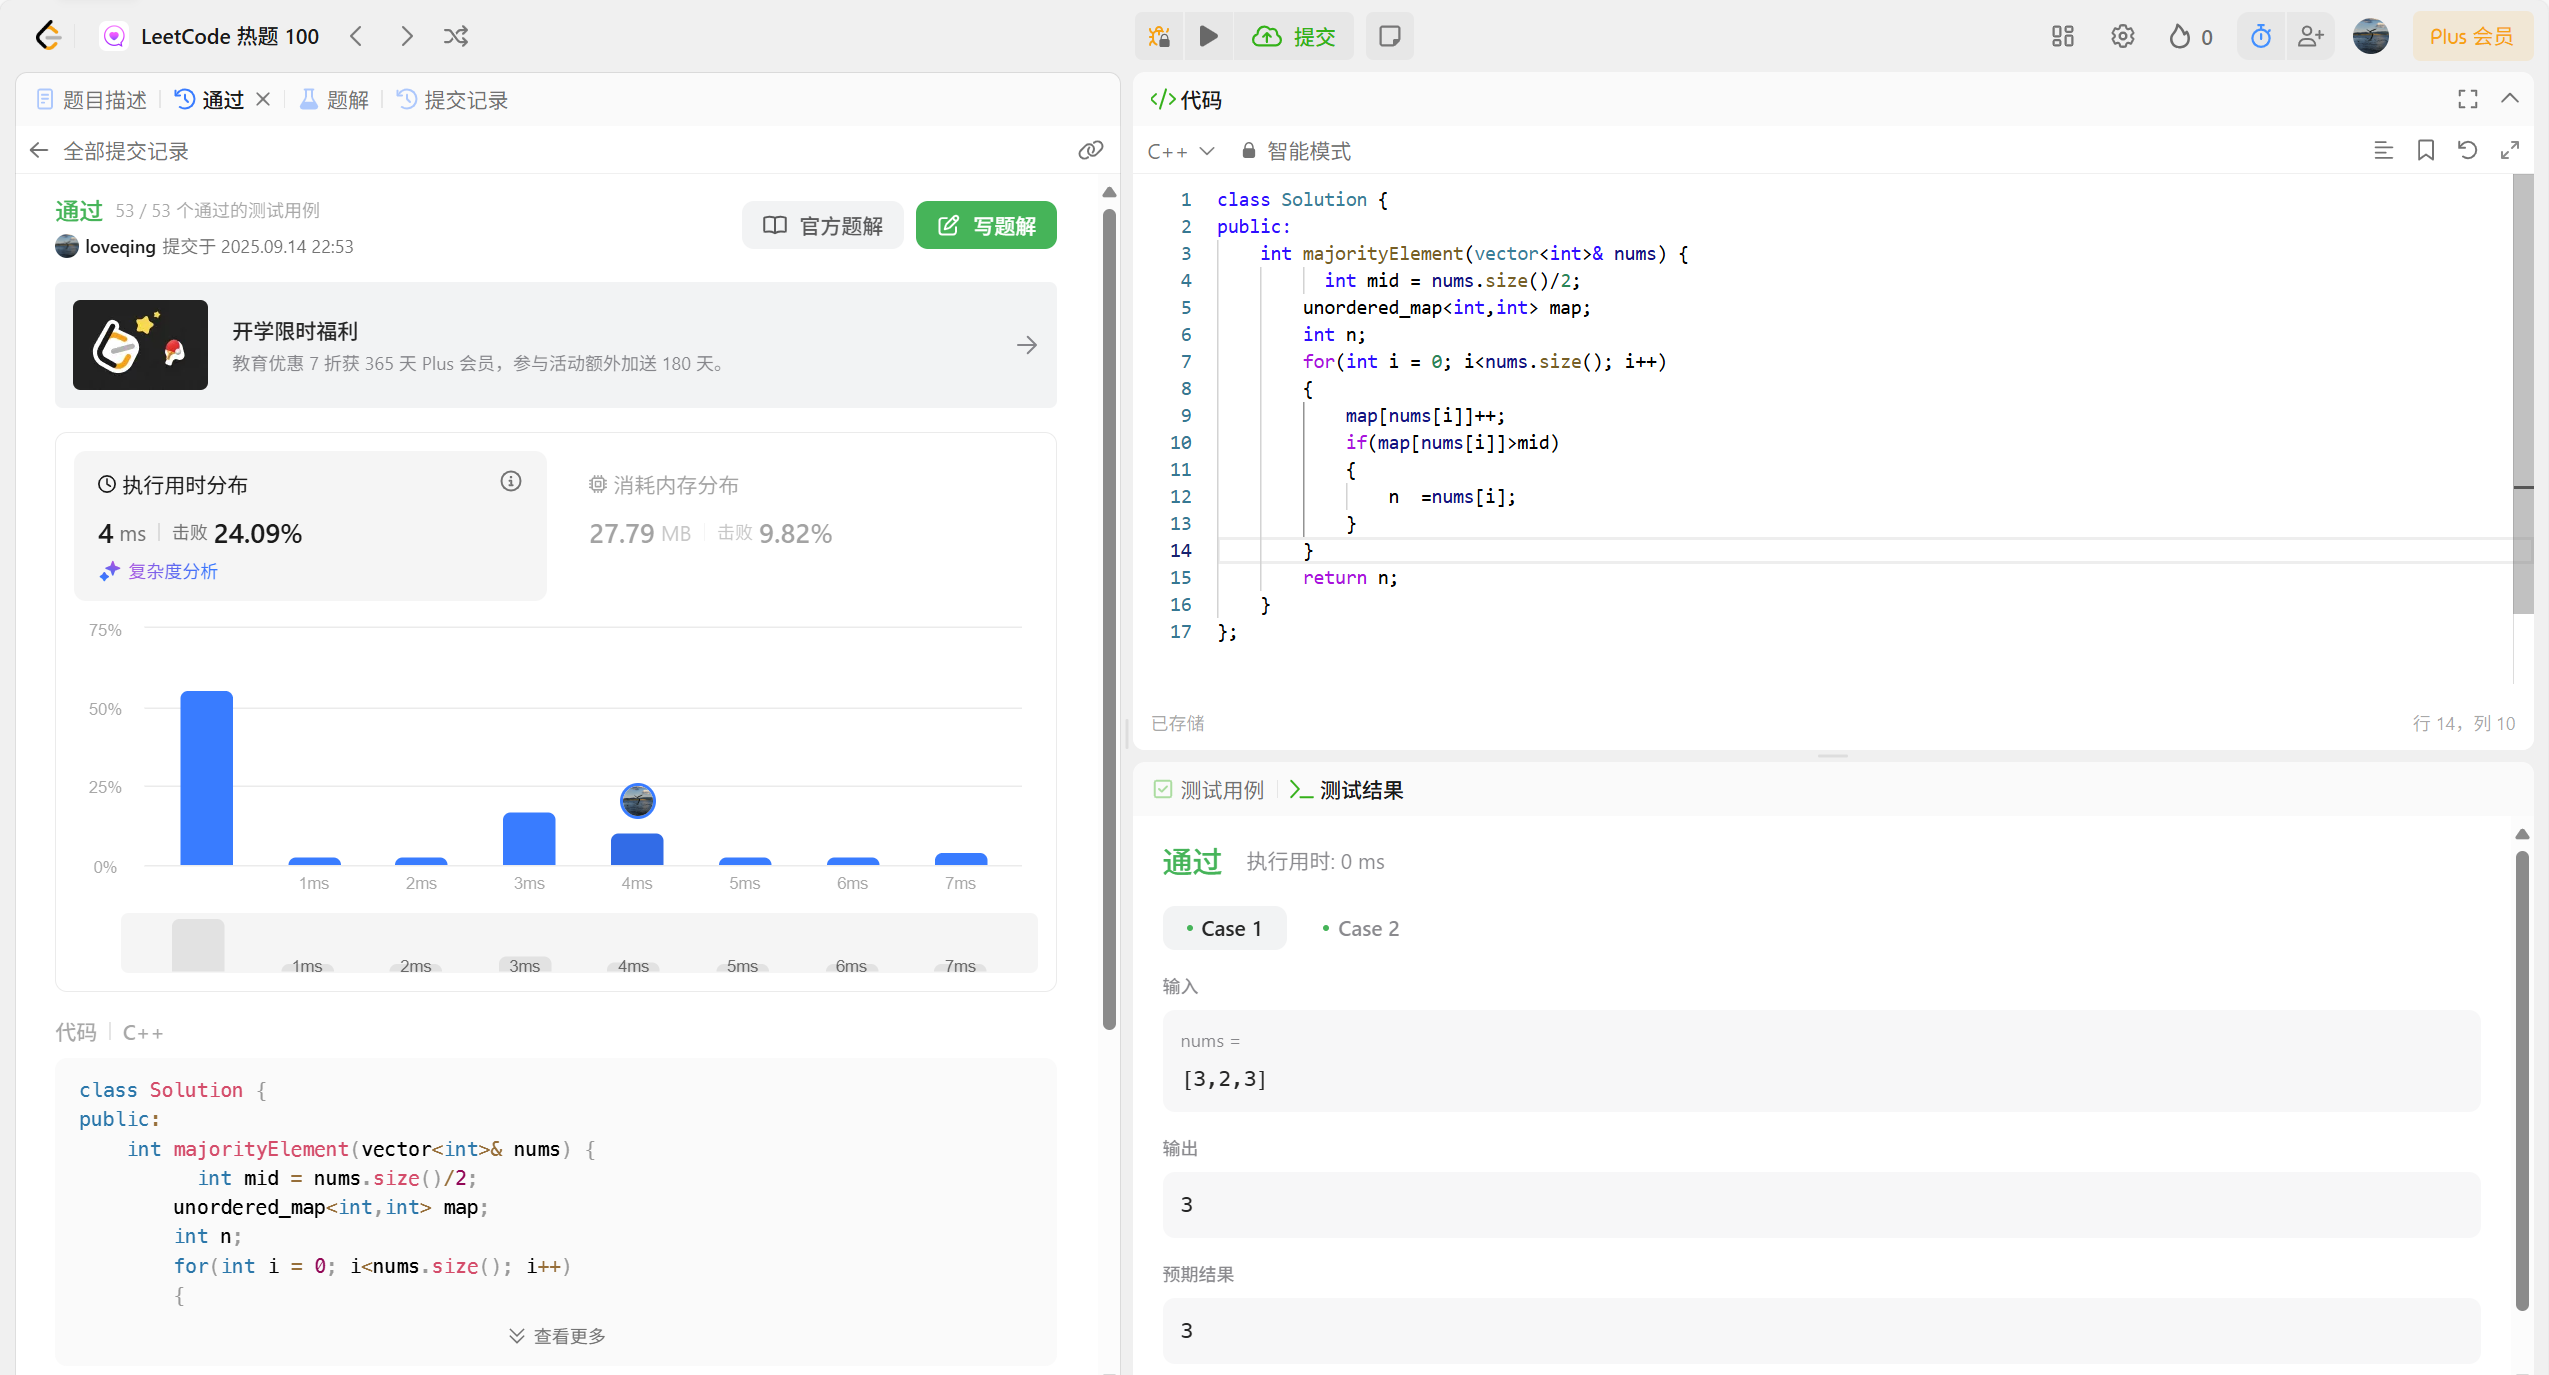 LeetCode 热题 100
提交
0
Plus 会员
题目描述
通过
题解
提交记录
全部提交记录
通过 53 / 53 个通过的测试用例
loveqing 提交于 2025.09.14 22:53
官方题解
写题解
开学限时福利
教育优惠 7 折获 365 天 Plus 会员，参与活动额外加送 180 天。
执行用时分布
4 ms 击败 24.09%
复杂度分析
消耗内存分布
27.79 MB 击败 9.82%
75%
50%
25%
0%
1ms 2ms 3ms 4ms 5ms 6ms 7ms
1ms 2ms 3ms 4ms 5ms 6ms 7ms
代码 C++
class Solution {
public:
    int majorityElement(vector<int>& nums) {
          int mid = nums.size()/2;
        unordered_map<int,int> map;
        int n;
        for(int i = 0; i<nums.size(); i++)
        {
查看更多
代码
C++ 智能模式
1 class Solution {
2 public:
3     int majorityElement(vector<int>& nums) {
4           int mid = nums.size()/2;
5         unordered_map<int,int> map;
6         int n;
7         for(int i = 0; i<nums.size(); i++)
8         {
9             map[nums[i]]++;
10             if(map[nums[i]]>mid)
11             {
12                 n  =nums[i];
13             }
14         }
15         return n;
16     }
17 };
已存储
行 14，列 10
测试用例
测试结果
通过 执行用时: 0 ms
Case 1
Case 2
输入
nums =
[3,2,3]
输出
3
预期结果
3